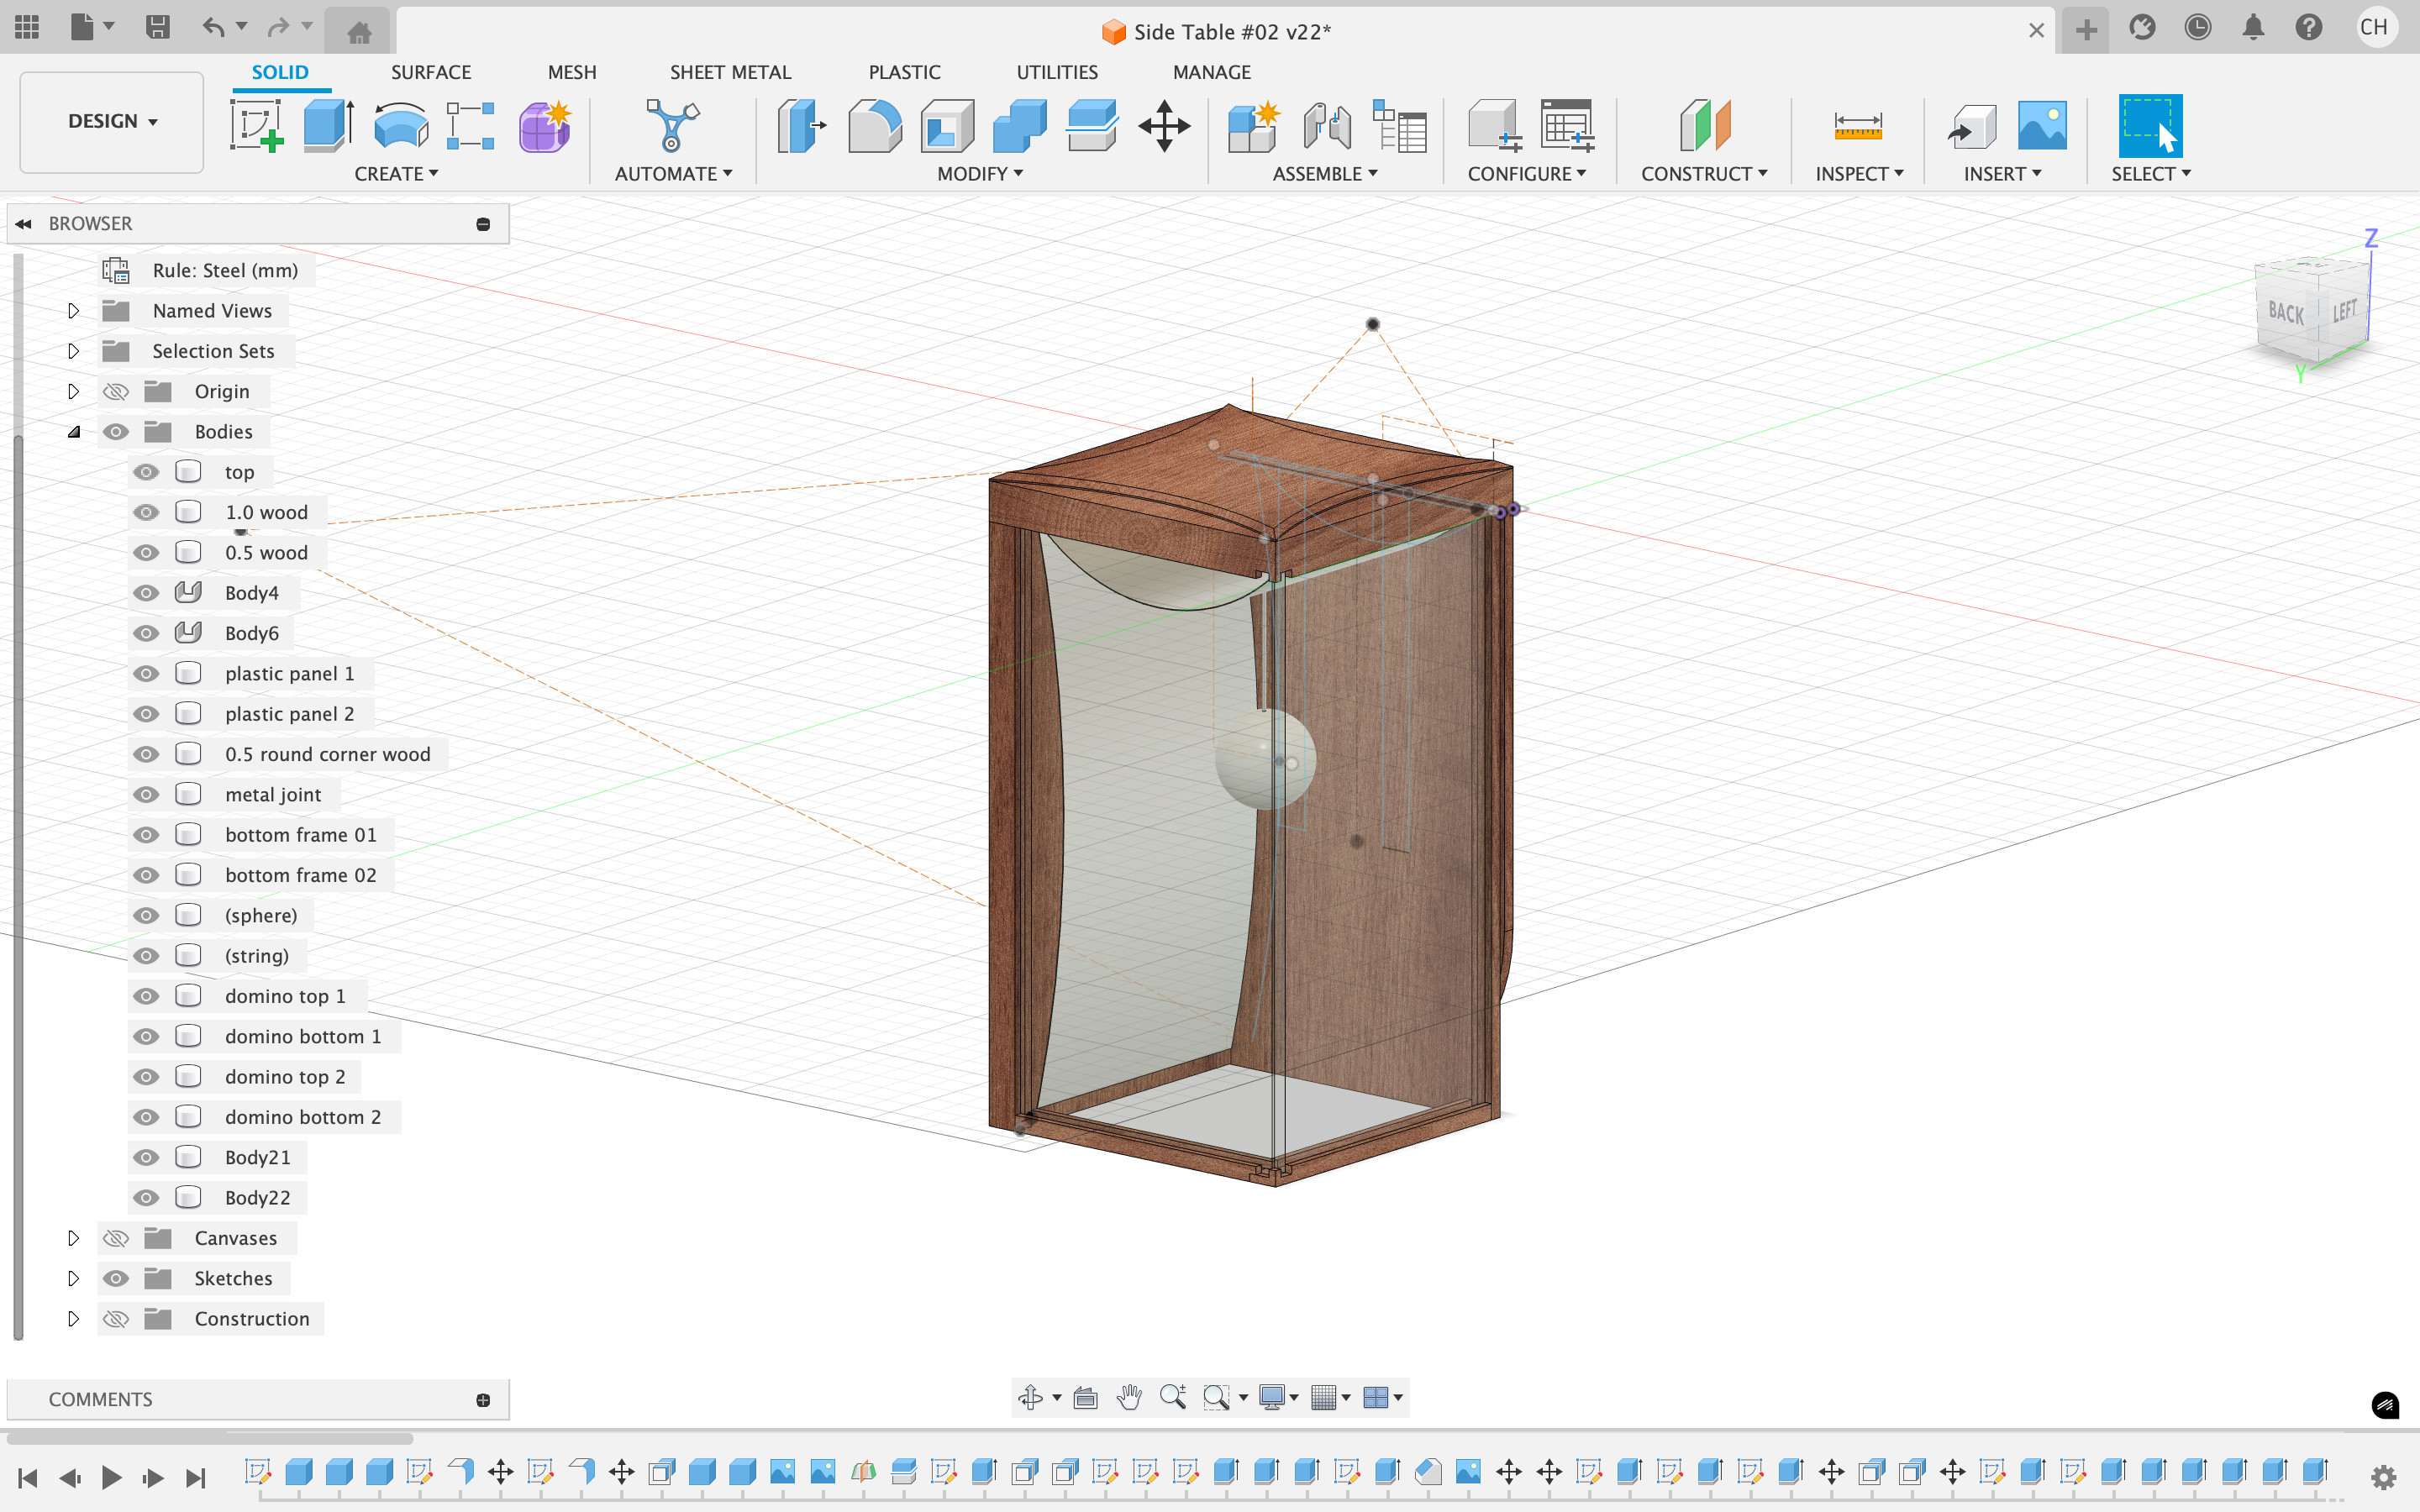 Side Table #02 v22*
CH
SOLID SURFACE MESH SHEET METAL PLASTIC UTILITIES MANAGE
DESIGN
CREATE AUTOMATE MODIFY ASSEMBLE CONFIGURE CONSTRUCT INSPECT INSERT SELECT
BROWSER
Rule: Steel (mm)
Named Views
Selection Sets
Origin
Bodies
top
1.0 wood
0.5 wood
Body4
Body6
plastic panel 1
plastic panel 2
0.5 round corner wood
metal joint
bottom frame 01
bottom frame 02
(sphere)
(string)
domino top 1
domino bottom 1
domino top 2
domino bottom 2
Body21
Body22
Canvases
Sketches
Construction
Z
BACK LEFT
Y
COMMENTS